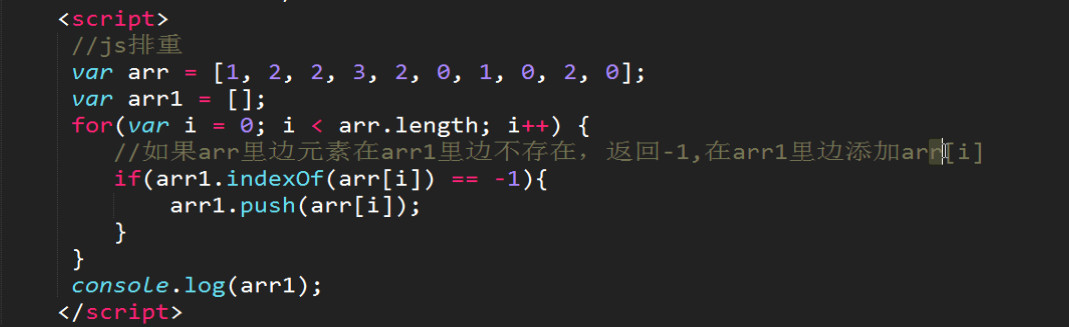 <script>
//js排重
var arr = [1, 2, 2, 3, 2, 0, 1, 0, 2, 0];
var arr1 = [];
for(var i = 0; i < arr.length; i++) {
//如果arr里边元素在arr1里边不存在，返回-1,在arr1里边添加arr[i]
if(arr1.indexOf(arr[i]) == -1){
arr1.push(arr[i]);
}
}
console.log(arr1);
</script>